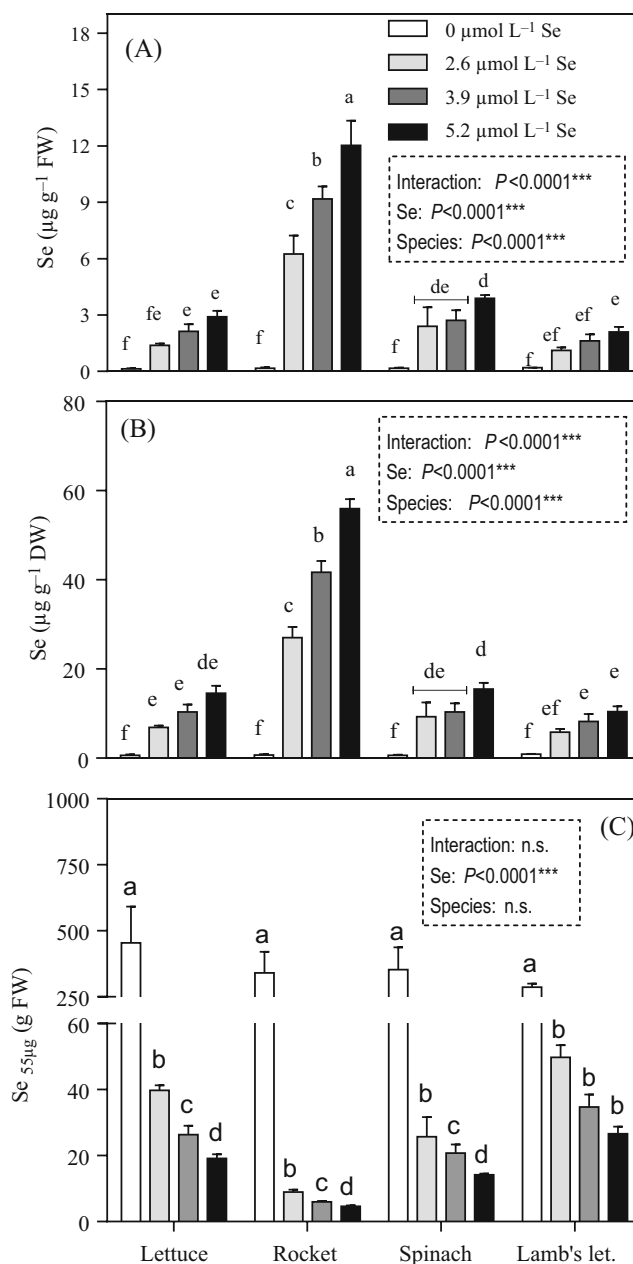 (A)
0 µmol L⁻¹ Se
2.6 µmol L⁻¹ Se
3.9 µmol L⁻¹ Se
5.2 µmol L⁻¹ Se
Interaction: P<0.0001***
Se: P<0.0001***
Species: P<0.0001***
Se (µg g⁻¹ FW)
18
15
12
9
6
3
0
f fe e e
f c b a
f de d
f ef ef e
(B)
Interaction: P<0.0001***
Se: P<0.0001***
Species: P<0.0001***
Se (µg g⁻¹ DW)
80
60
40
20
0
f e e de
f c b a
f de d
f ef e e
(C)
Interaction: n.s.
Se: P<0.0001***
Species: n.s.
Se 55µg (g FW)
1000
750
500
250
60
40
20
0
a b c d
a b c d
a b c d
a b b b
Lettuce Rocket Spinach Lamb's let.